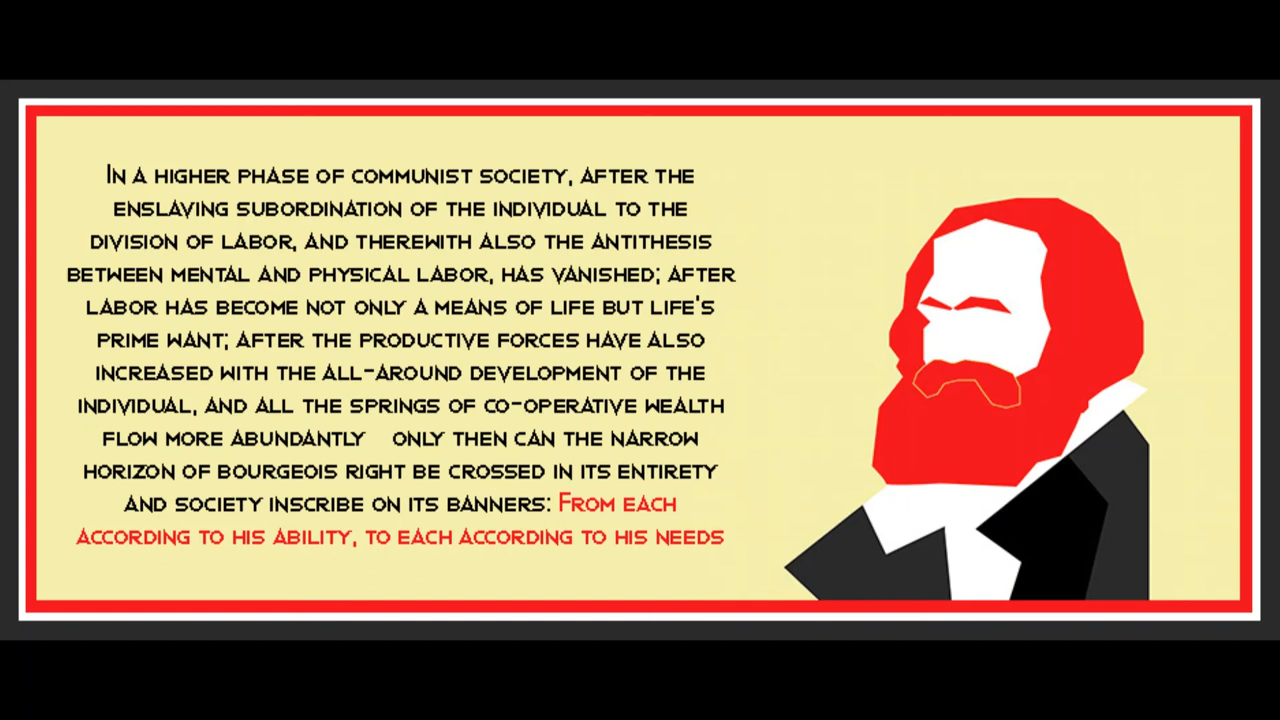 In a higher phase of communist society, after the
enslaving subordination of the individual to the
division of labor, and therewith also the antithesis
between mental and physical labor, has vanished; after
labor has become not only a means of life but life's
prime want; after the productive forces have also
increased with the all-around development of the
individual, and all the springs of co-operative wealth
flow more abundantly   only then can the narrow
horizon of bourgeois right be crossed in its entirety
and society inscribe on its banners: From each
according to his ability, to each according to his needs